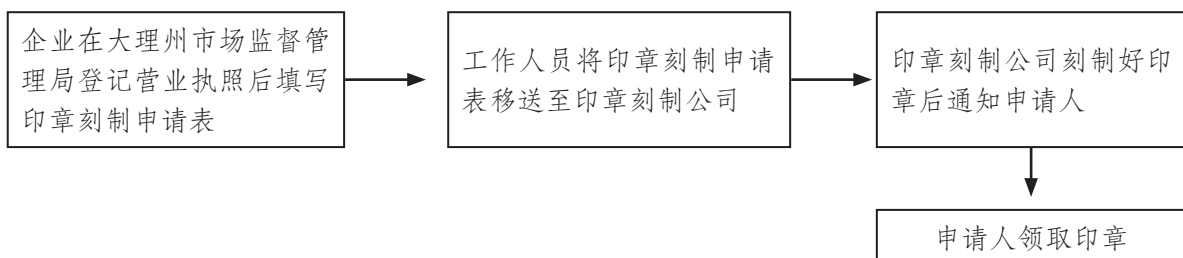 企业在大理州市场监督管
理局登记营业执照后填写
印章刻制申请表
工作人员将印章刻制申请
表移送至印章刻制公司
印章刻制公司刻制好印
章后通知申请人
申请人领取印章